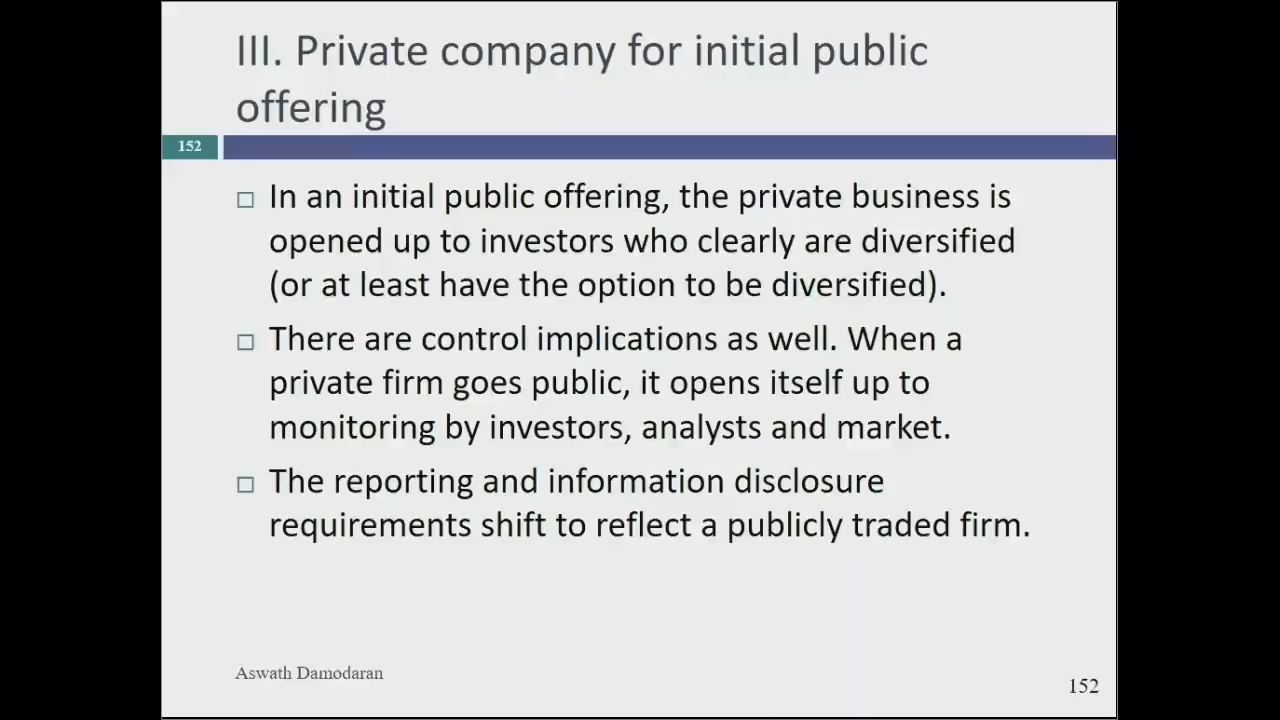 III. Private company for initial public
offering
152
In an initial public offering, the private business is
opened up to investors who clearly are diversified
(or at least have the option to be diversified).
There are control implications as well. When a
private firm goes public, it opens itself up to
monitoring by investors, analysts and market.
The reporting and information disclosure
requirements shift to reflect a publicly traded firm.
Aswath Damodaran
152